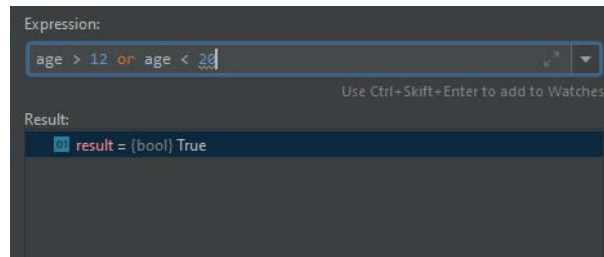 Expression:
age > 12 or age < 20
Use Ctrl+Skift+Enter to add to Watches
Result:
01 result = {bool} True